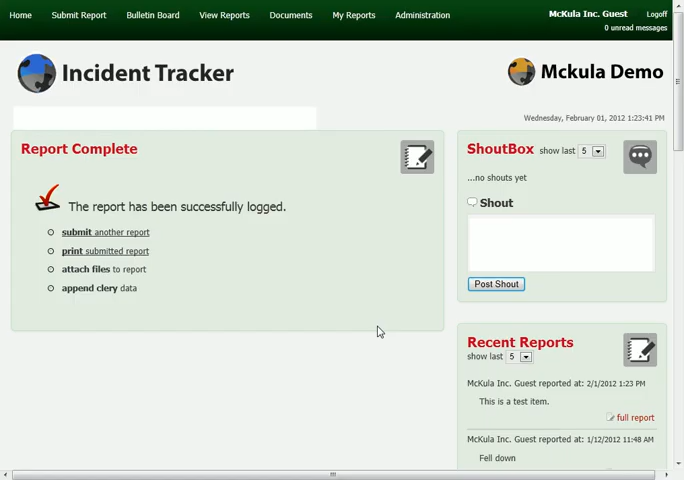 Home Submit Report Bulletin Board View Reports Documents My Reports Administration
McKula Inc. Guest Logoff
0 unread messages
Incident Tracker
Mckula Demo
Wednesday, February 01, 2012 1:23:41 PM
Report Complete
The report has been successfully logged.
submit another report
print submitted report
attach files to report
append clery data
ShoutBox show last 5
...no shouts yet
Shout
Post Shout
Recent Reports
show last 5
McKula Inc. Guest reported at: 2/1/2012 1:23 PM
This is a test item.
full report
McKula Inc. Guest reported at: 1/12/2012 11:48 AM
Fell down